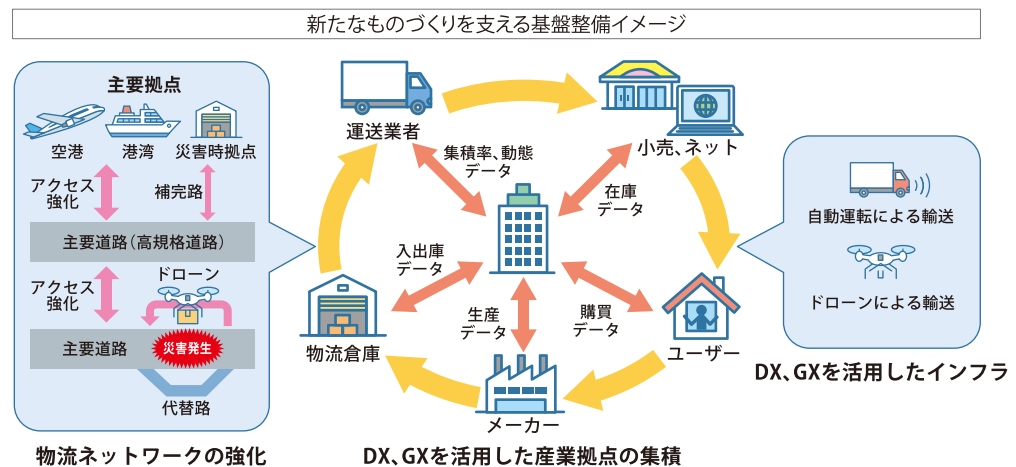 新たなものづくりを支える基盤整備イメージ
主要拠点
空港
港湾
災害時拠点
アクセス
強化
補完路
主要道路（高規格道路）
アクセス
強化
ドローン
主要道路
災害発生
代替路
物流ネットワークの強化
運送業者
小売、ネット
集積率、動態
データ
在庫
データ
入出庫
データ
生産
データ
購買
データ
物流倉庫
メーカー
ユーザー
DX、GXを活用した産業拠点の集積
自動運転による輸送
ドローンによる輸送
DX、GXを活用したインフラ